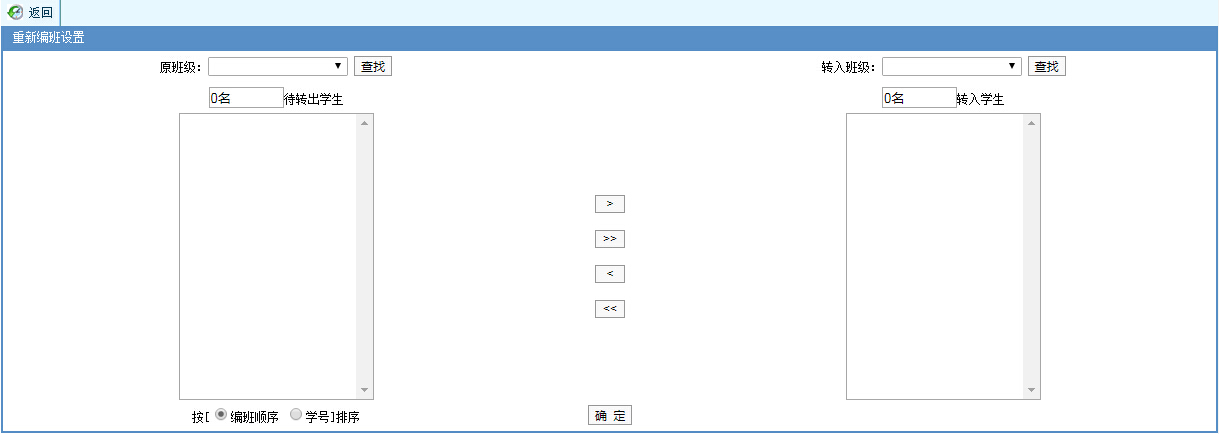 返回
重新编班设置
原班级: 查找 转入班级: 查找
0名待转出学生 0名转入学生
>
>>
<
<<
按[编班顺序 学号]排序 确 定